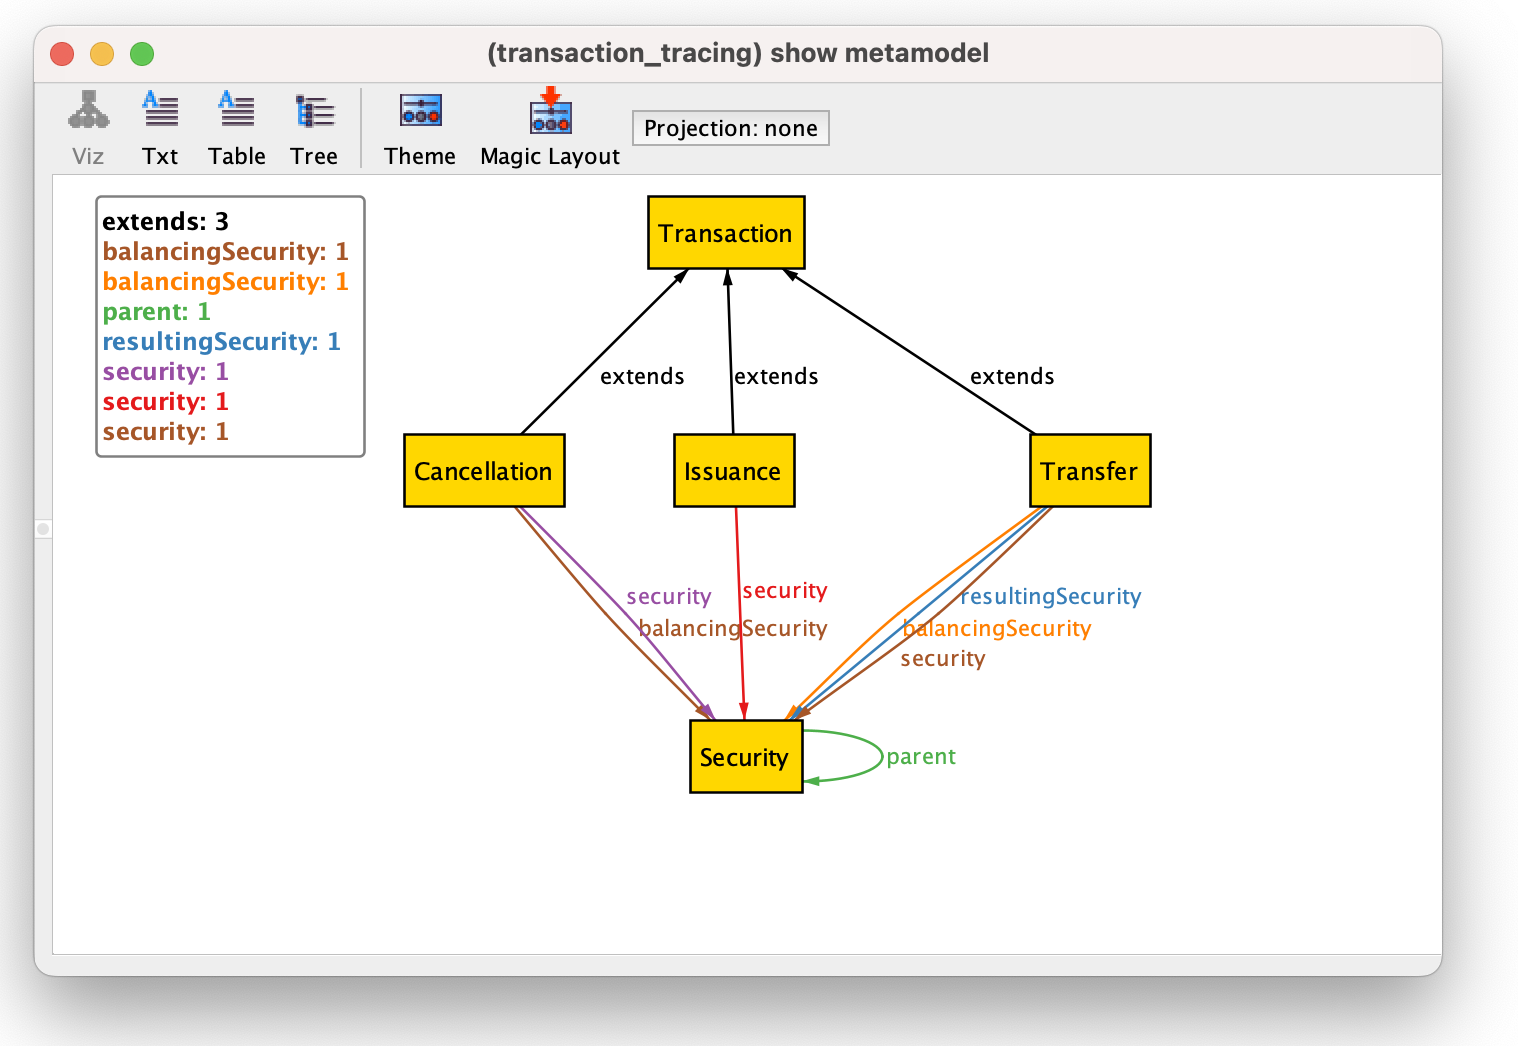 (transaction_tracing) show metamodel
Viz
Txt
Table
Tree
Theme
Magic Layout
Projection: none
extends: 3
balancingSecurity: 1
balancingSecurity: 1
parent: 1
resultingSecurity: 1
security: 1
security: 1
security: 1
Transaction
extends
extends
extends
Cancellation
Issuance
Transfer
security
security
resultingSecurity
balancingSecurity
balancingSecurity
security
Security
parent